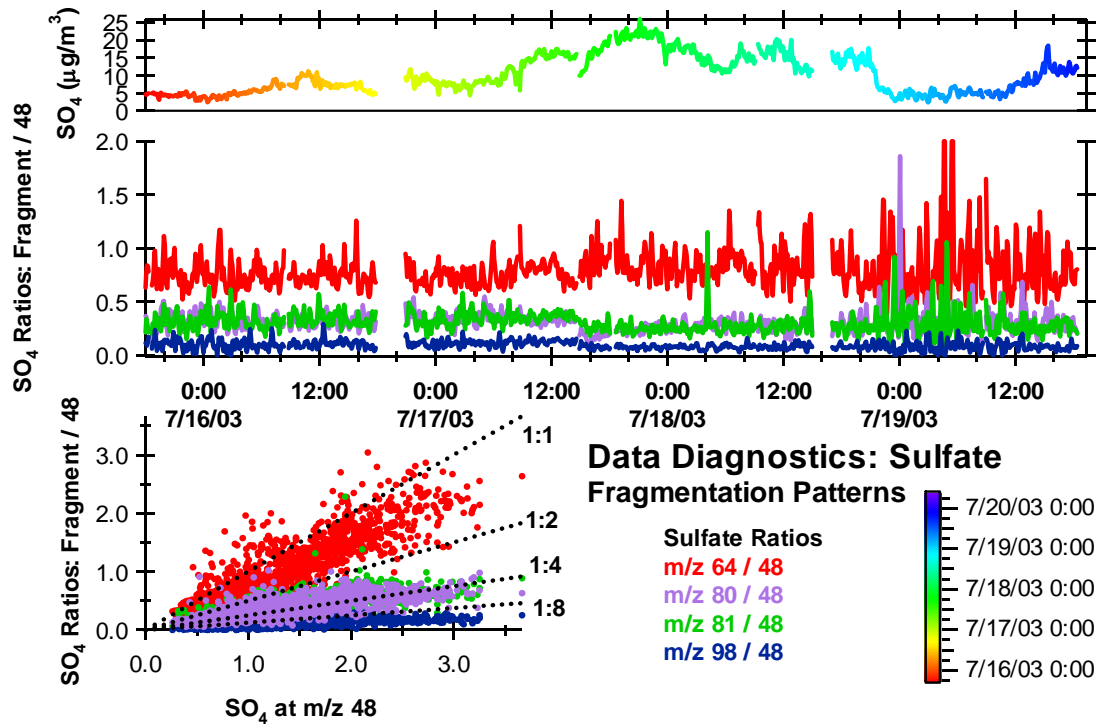 SO4 (µg/m3)
25
20
15
10
5
0
SO4 Ratios: Fragment / 48
2.0
1.5
1.0
0.5
0.0
0:00 12:00 0:00 12:00 0:00 12:00 0:00 12:00
7/16/03 7/17/03 7/18/03 7/19/03
SO4 Ratios: Fragment / 48
3.0
2.0
1.0
0.0
1:1
1:2
1:4
1:8
0.0 1.0 2.0 3.0
SO4 at m/z 48
Data Diagnostics: Sulfate
Fragmentation Patterns
Sulfate Ratios
m/z 64 / 48
m/z 80 / 48
m/z 81 / 48
m/z 98 / 48
7/20/03 0:00
7/19/03 0:00
7/18/03 0:00
7/17/03 0:00
7/16/03 0:00